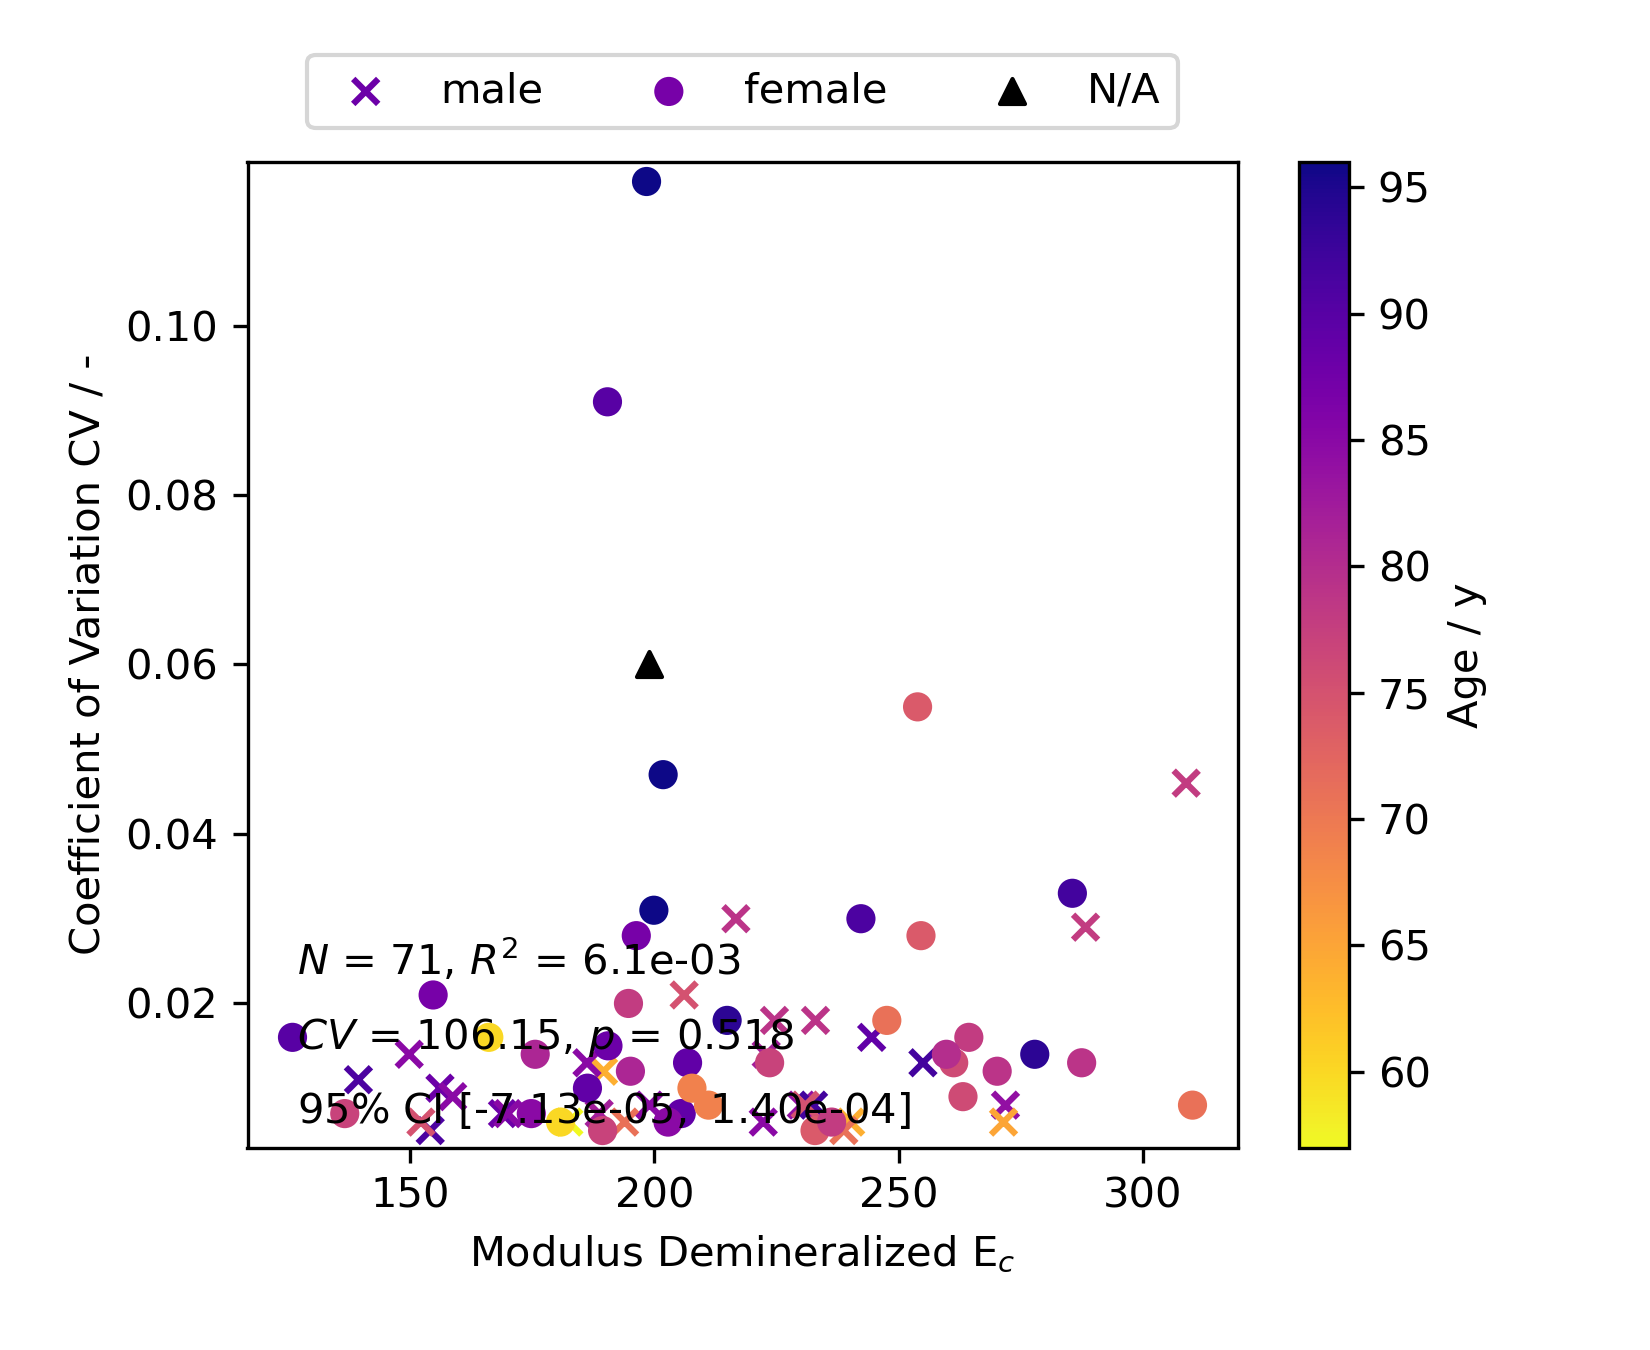 male female N/A
Coefficient of Variation CV / -
0.10
0.08
0.06
0.04
0.02
N = 71, R² = 6.1e-03
CV = 106.15, p = 0.518
95% CI [-7.13e-05, 1.40e-04]
150 200 250 300
Modulus Demineralized E_c
95
90
85
80
75
70
65
60
Age / y